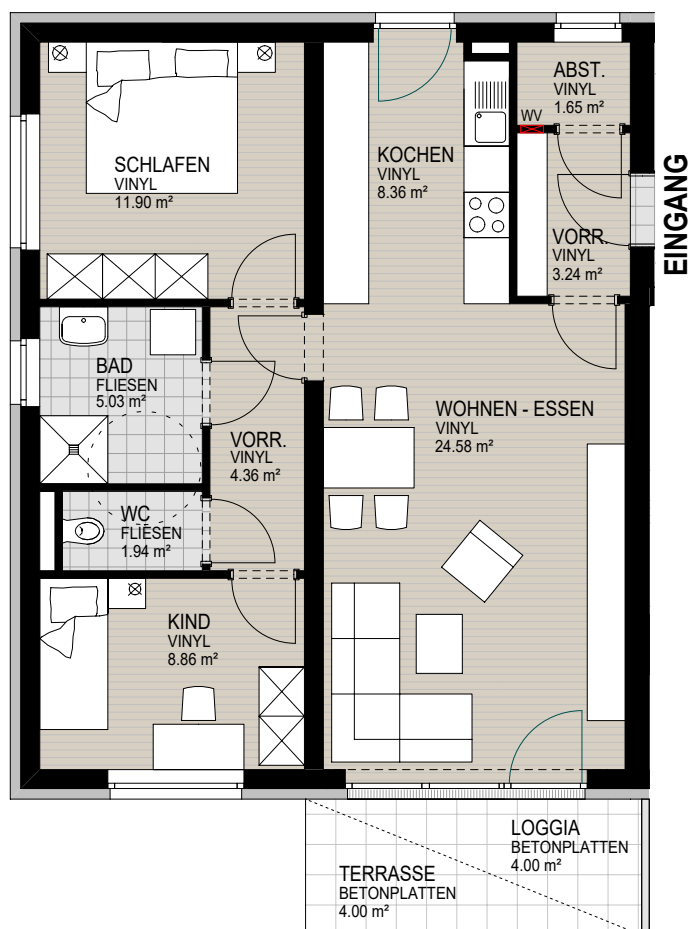 SCHLAFEN
VINYL
11.90 m²
KOCHEN
VINYL
8.36 m²
ABST.
VINYL
1.65 m²
WV
VORR.
VINYL
3.24 m²
EINGANG
BAD
FLIESEN
5.03 m²
VORR.
VINYL
4.36 m²
WOHNEN - ESSEN
VINYL
24.58 m²
WC
FLIESEN
1.94 m²
KIND
VINYL
8.86 m²
LOGGIA
BETONPLATTEN
4.00 m²
TERRASSE
BETONPLATTEN
4.00 m²